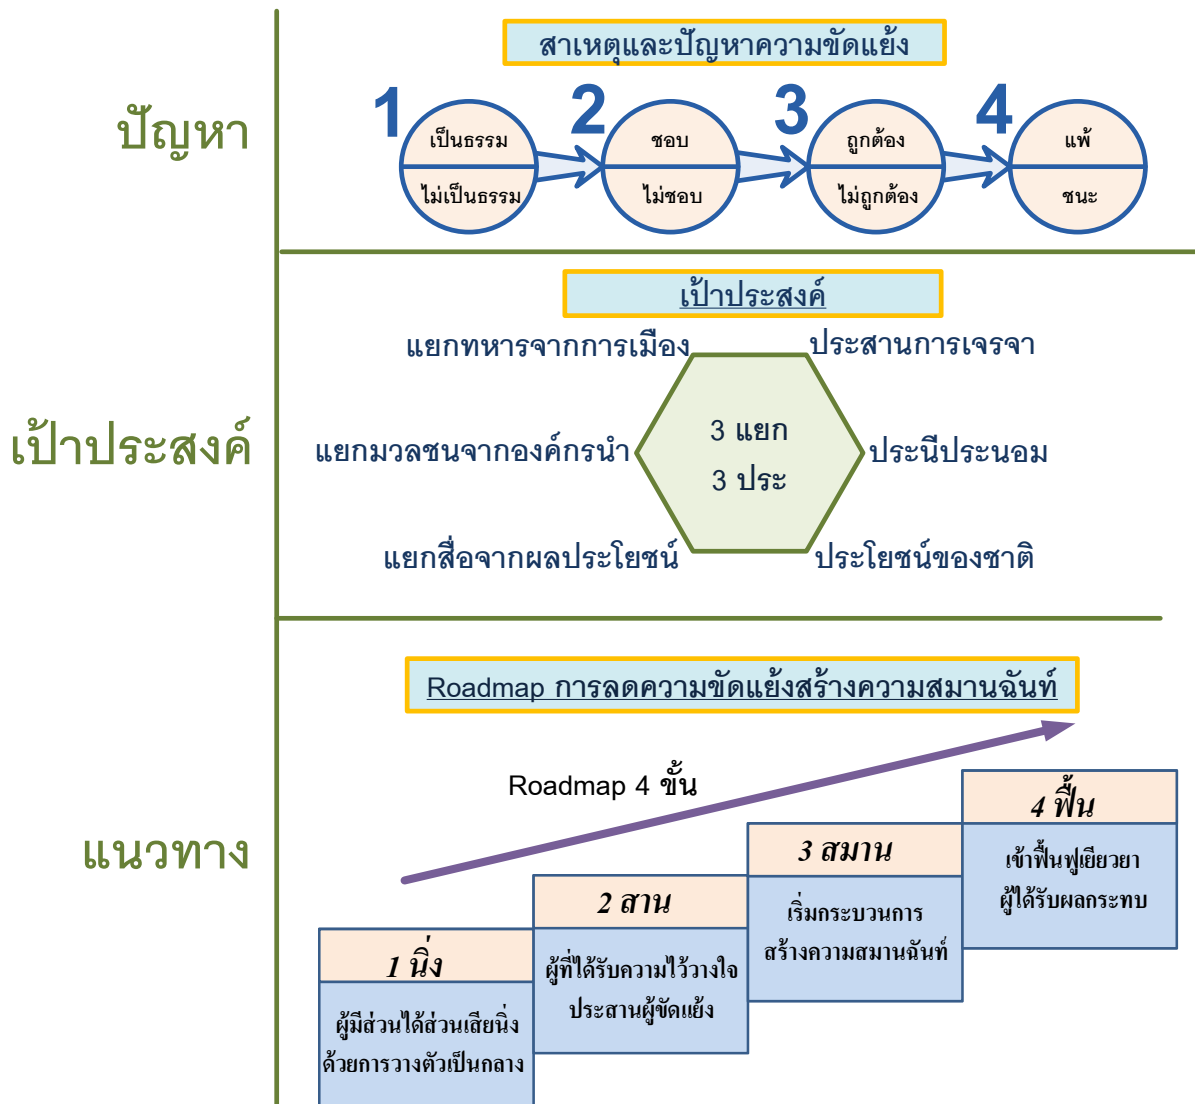 ปัญหา
สาเหตุและปัญหาความขัดแย้ง
1
เป็นธรรม
ไม่เป็นธรรม
2
ชอบ
ไม่ชอบ
3
ถูกต้อง
ไม่ถูกต้อง
4
แพ้
ชนะ
เป้าประสงค์
เป้าประสงค์
แยกทหารจากการเมือง
แยกมวลชนจากองค์กรนำ
แยกสื่อจากผลประโยชน์
3 แยก
3 ประ
ประสานการเจรจา
ประนีประนอม
ประโยชน์ของชาติ
แนวทาง
Roadmap การลดความขัดแย้งสร้างความสมานฉันท์
Roadmap 4 ขั้น
1 นิ่ง
ผู้มีส่วนได้ส่วนเสียนิ่ง
ด้วยการวางตัวเป็นกลาง
2 สาน
ผู้ที่ได้รับความไว้วางใจ
ประสานผู้ขัดแย้ง
3 สมาน
เริ่มกระบวนการ
สร้างความสมานฉันท์
4 ฟื้น
เข้าฟื้นฟูเยียวยา
ผู้ได้รับผลกระทบ